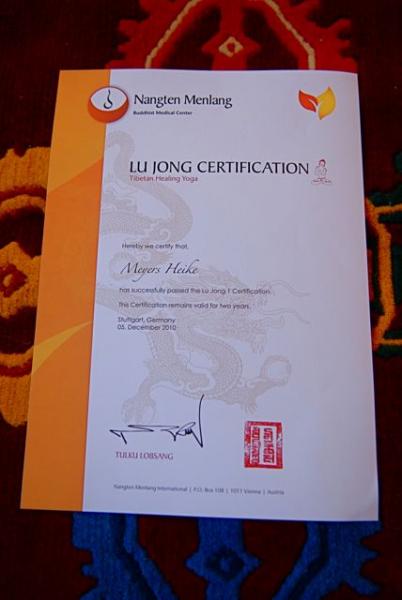 Nangten Menlang
Buddhist Medical Center
LU JONG CERTIFICATION
Tibetan Healing Yoga
Hereby we certify that,
Meyers Heike
has successfully passed the Lu Jong 1 Certification.
This Certification remains valid for two years.
Stuttgart, Germany
05. December 2010
TULKU LOBSANG
Nangten Menlang International | P.O. Box 108 | 1011 Vienna | Austria